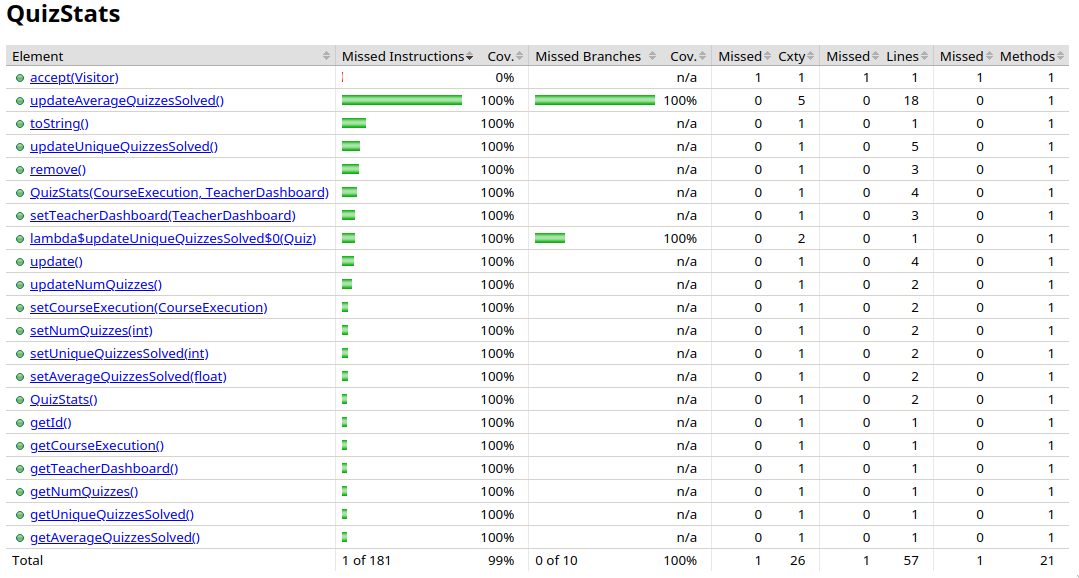 QuizStats
Element Missed Instructions Cov. Missed Branches Cov. Missed Cxty Missed Lines Missed Methods
accept(Visitor) 0% n/a 1 1 1 1 1 1
updateAverageQuizzesSolved() 100% 100% 0 5 0 18 0 1
toString() 100% n/a 0 1 0 1 0 1
updateUniqueQuizzesSolved() 100% n/a 0 1 0 5 0 1
remove() 100% n/a 0 1 0 3 0 1
QuizStats(CourseExecution, TeacherDashboard) 100% n/a 0 1 0 4 0 1
setTeacherDashboard(TeacherDashboard) 100% n/a 0 1 0 3 0 1
lambda$updateUniqueQuizzesSolved$0(Quiz) 100% 100% 0 2 0 1 0 1
update() 100% n/a 0 1 0 4 0 1
updateNumQuizzes() 100% n/a 0 1 0 2 0 1
setCourseExecution(CourseExecution) 100% n/a 0 1 0 2 0 1
setNumQuizzes(int) 100% n/a 0 1 0 2 0 1
setUniqueQuizzesSolved(int) 100% n/a 0 1 0 2 0 1
setAverageQuizzesSolved(float) 100% n/a 0 1 0 2 0 1
QuizStats() 100% n/a 0 1 0 2 0 1
getId() 100% n/a 0 1 0 1 0 1
getCourseExecution() 100% n/a 0 1 0 1 0 1
getTeacherDashboard() 100% n/a 0 1 0 1 0 1
getNumQuizzes() 100% n/a 0 1 0 1 0 1
getUniqueQuizzesSolved() 100% n/a 0 1 0 1 0 1
getAverageQuizzesSolved() 100% n/a 0 1 0 1 0 1
Total 1 of 181 99% 0 of 10 100% 1 26 1 57 1 21